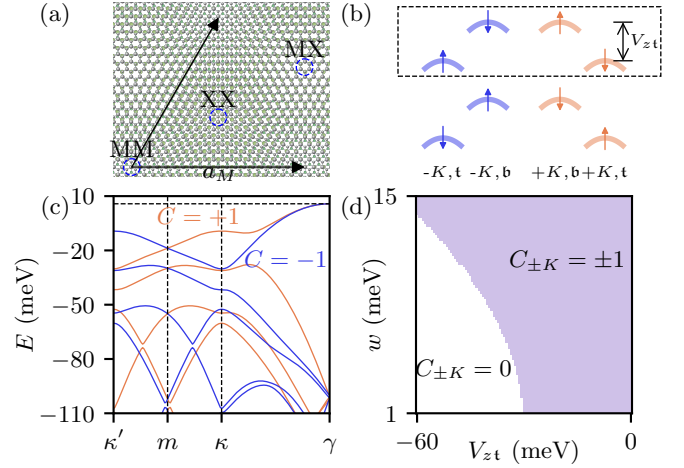 (a)
MX
XX
MM
a_M
(b)
V_{z𝔱}
-K, 𝔱 -K, 𝔟 +K, 𝔟 +K, 𝔱
(c)
10
−20
−50
−80
−110
E (meV)
C = +1
C = −1
κ′ m κ γ
(d)
15
w
1
C_{±K} = ±1
C_{±K} = 0
−60 0
V_{z𝔱} (meV)